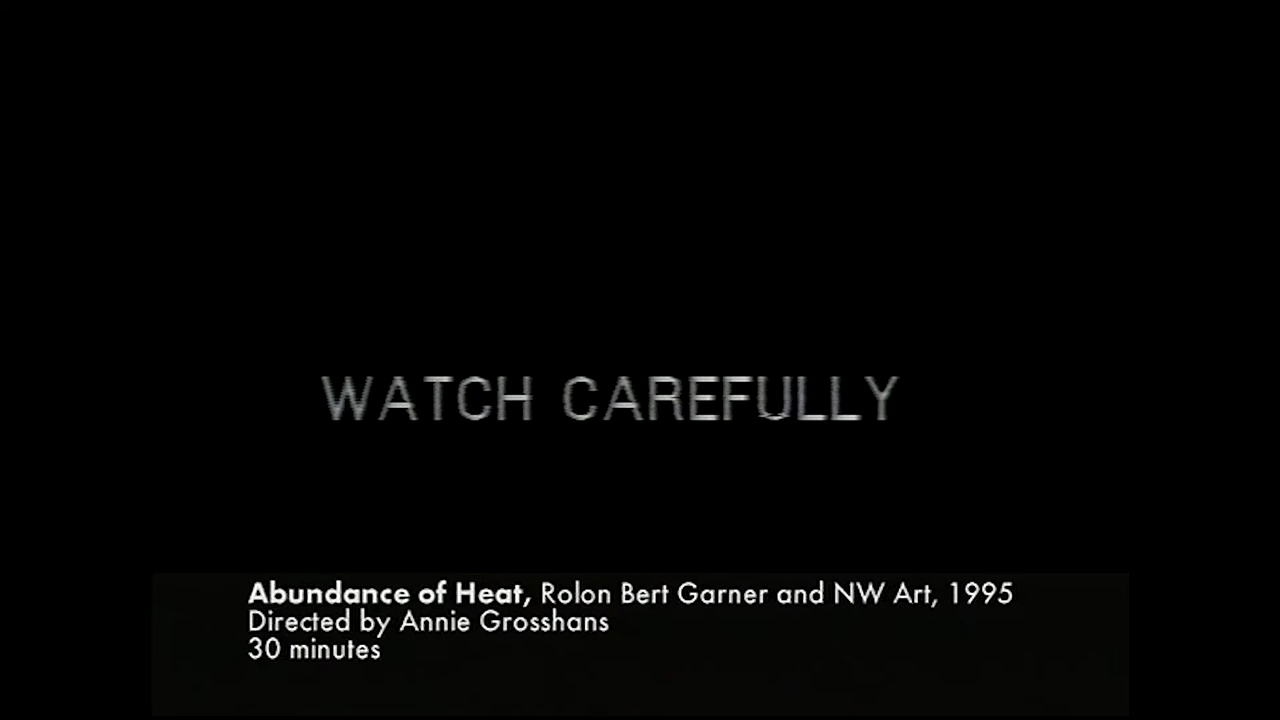 WATCH CAREFULLY
Abundance of Heat, Rolon Bert Garner and NW Art, 1995
Directed by Annie Grosshans
30 minutes